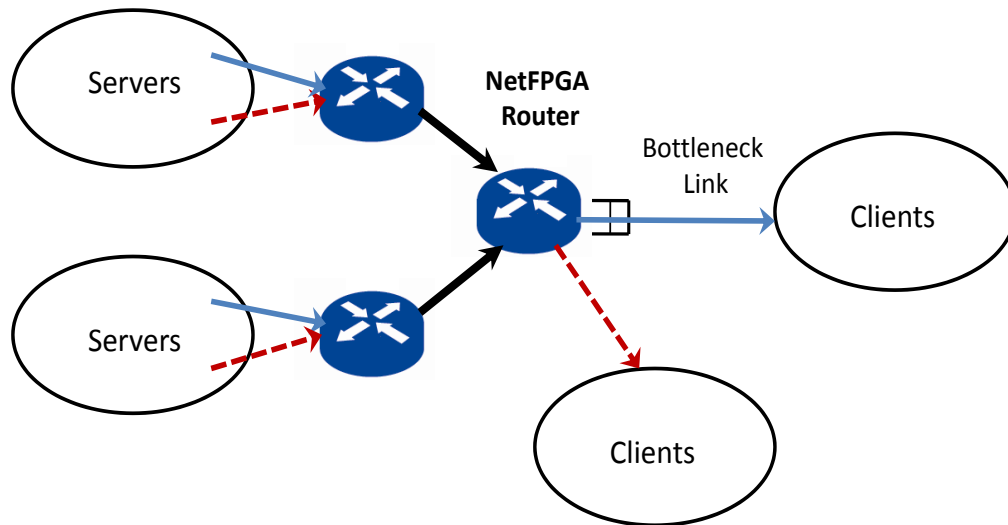 Servers
NetFPGA
Router
Bottleneck
Link
Clients
Servers
Clients